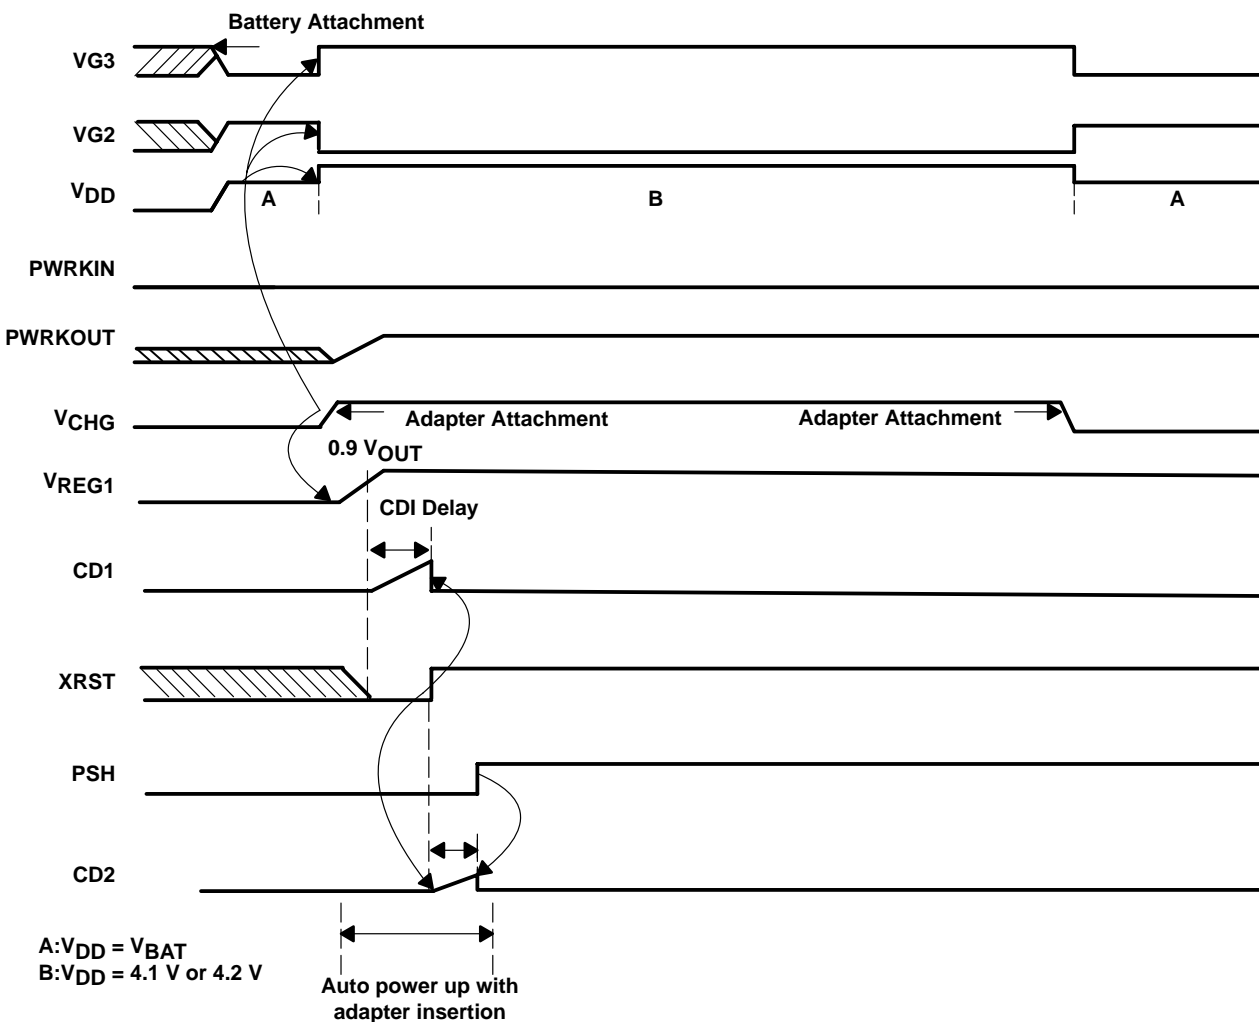 Battery Attachment
VG3
VG2
VDD
A
B
A
PWRKIN
PWRKOUT
VCHG
Adapter Attachment
Adapter Attachment
0.9 VOUT
VREG1
CDI Delay
CD1
XRST
PSH
CD2
A:VDD = VBAT
B:VDD = 4.1 V or 4.2 V
Auto power up with
adapter insertion